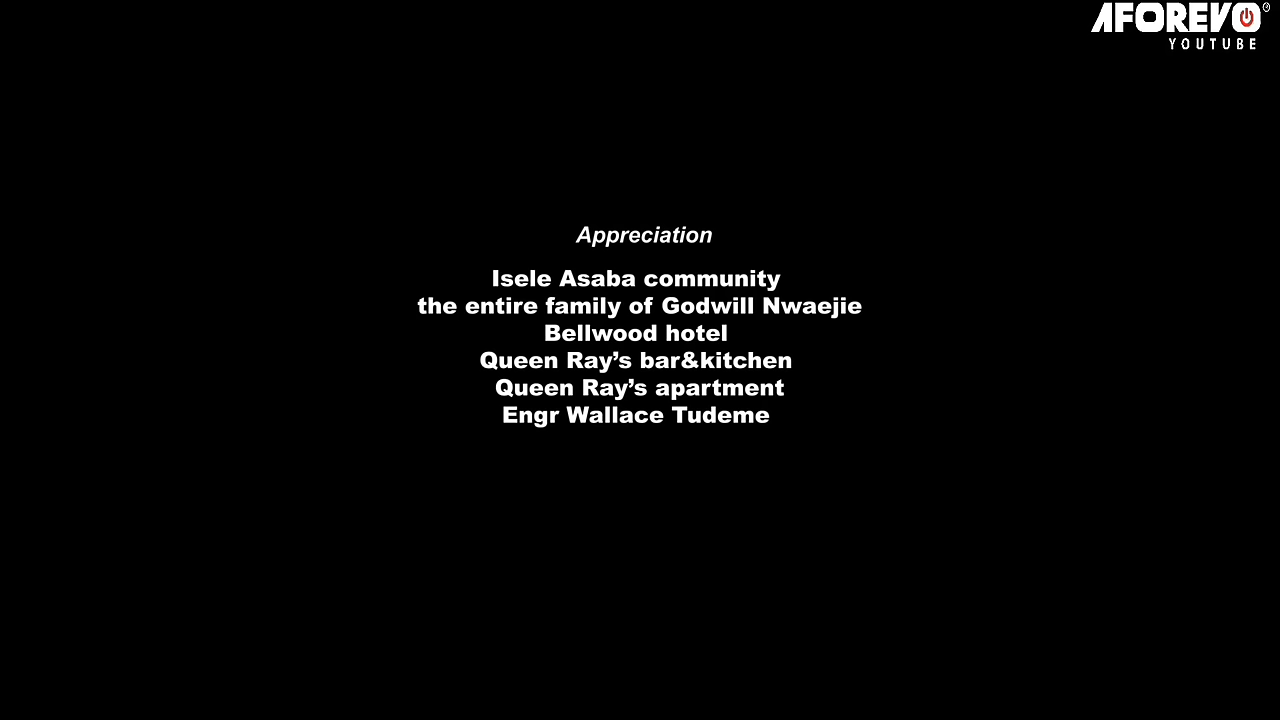 AFOREVO
YOUTUBE
Appreciation
Isele Asaba community
the entire family of Godwill Nwaejie
Bellwood hotel
Queen Ray’s bar&kitchen
Queen Ray’s apartment
Engr Wallace Tudeme